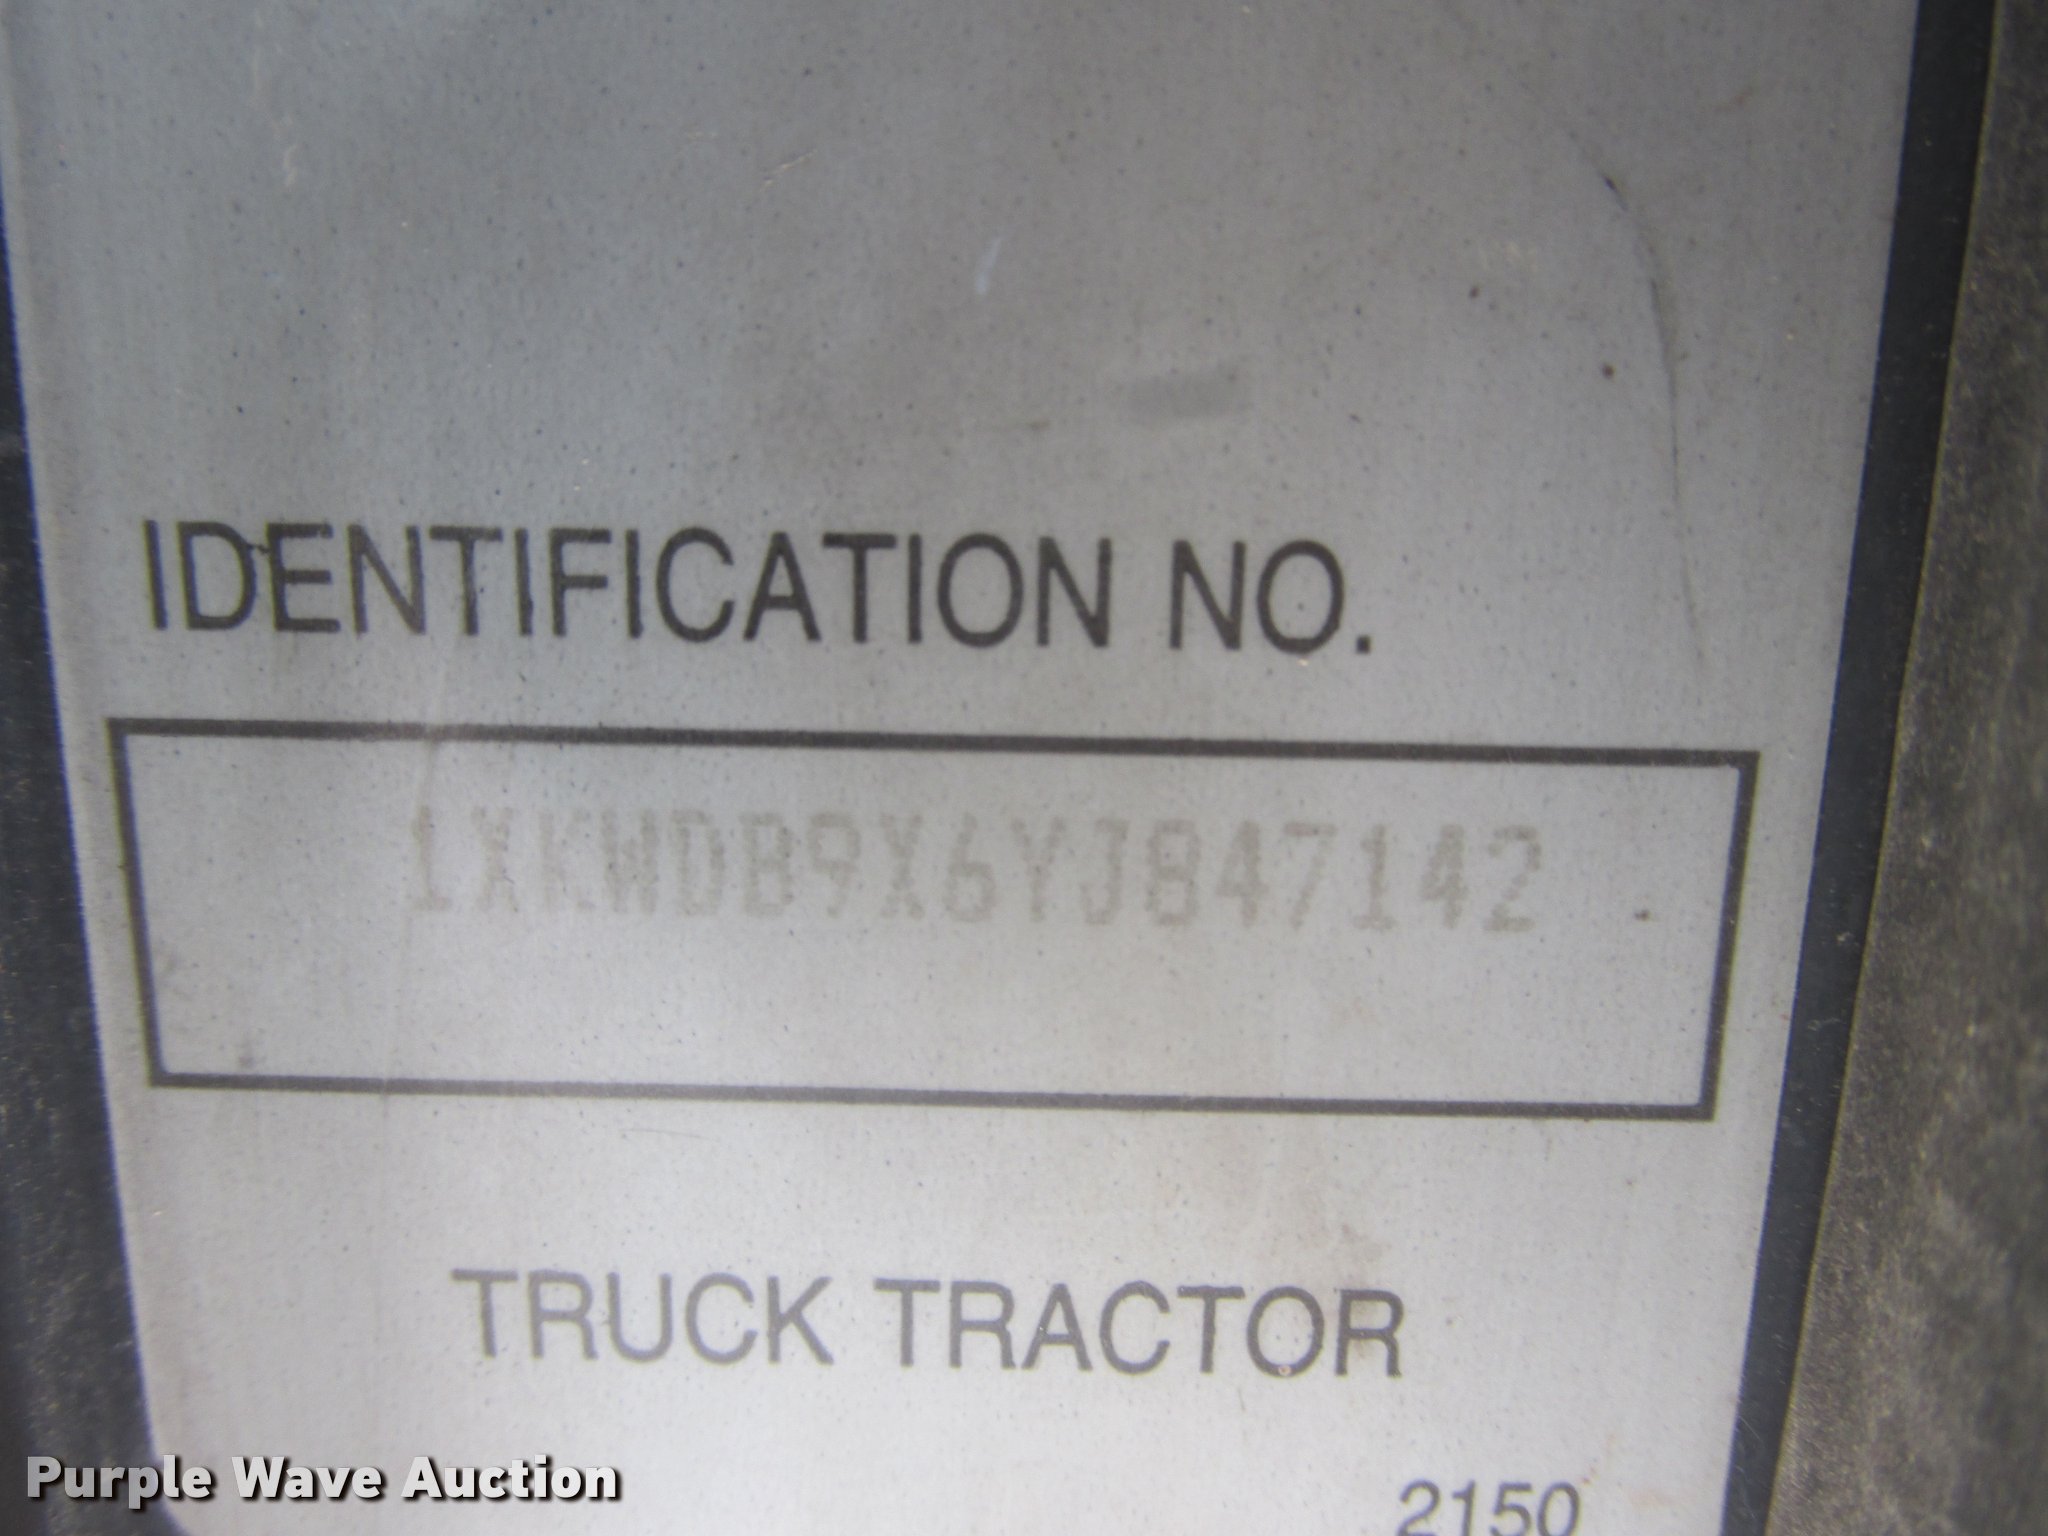 IDENTIFICATION NO.
1XKWDB9X6YJ847142
TRUCK TRACTOR
2150
Purple Wave Auction